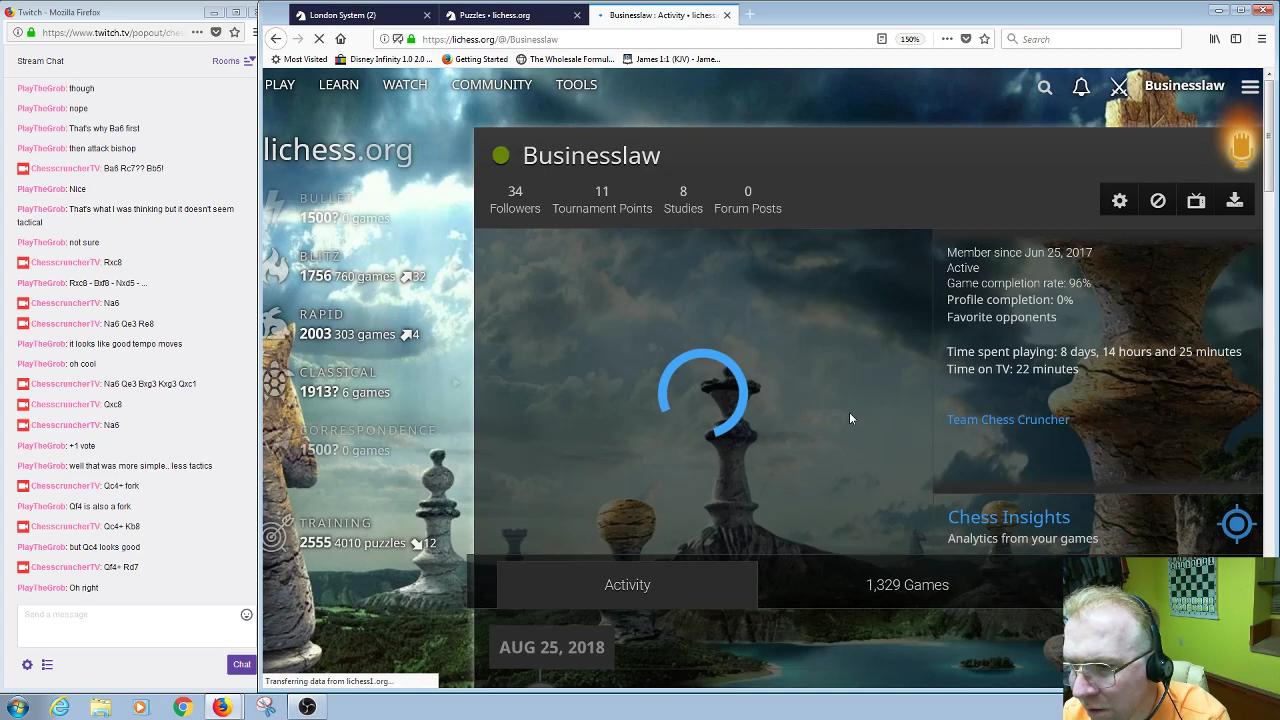 Twitch - Mozilla Firefox
https://www.twitch.tv/popout/ches
Stream Chat
Rooms
PlayTheGrob: though
PlayTheGrob: nope
PlayTheGrob: That's why Ba6 first
PlayTheGrob: then attack bishop
ChesscruncherTV: Ba6 Rc7?? Bb5!
PlayTheGrob: Nice
PlayTheGrob: That's what I was thinking but it doesn't seem
tactical
PlayTheGrob: not sure
ChesscruncherTV: Rxc8
PlayTheGrob: Rxc8 - Bxf8 - Nxd5 - ...
ChesscruncherTV: Na6
ChesscruncherTV: Na6 Qe3 Re8
PlayTheGrob: it looks like good tempo moves
PlayTheGrob: oh cool
ChesscruncherTV: Na6 Qe3 Bxg3 Kxg3 Qxc1
ChesscruncherTV: Qxc8
ChesscruncherTV: Na6
PlayTheGrob: +1 vote
PlayTheGrob: well that was more simple.. less tactics
ChesscruncherTV: Qc4+ fork
PlayTheGrob: Qf4 is also a fork
ChesscruncherTV: Qc4+ Kb8
PlayTheGrob: but Qc4 looks good
ChesscruncherTV: Qf4+ Rd7
PlayTheGrob: Oh right
Send a message
Chat
London System (2)
Puzzles • lichess.org
Businesslaw : Activity • lichess.
https://lichess.org/@/Businesslaw
150%
Search
Most Visited
Disney Infinity 1.0 2.0 ...
Getting Started
The Wholesale Formul...
James 1:1 (KJV) - Jame...
PLAY
LEARN
WATCH
COMMUNITY
TOOLS
Businesslaw
lichess.org
BULLET
1500? 0 games
BLITZ
1756 760 games 32
RAPID
2003 303 games 4
CLASSICAL
1913? 6 games
CORRESPONDENCE
1500? 0 games
TRAINING
2555 4010 puzzles 12
Businesslaw
34
Followers
11
Tournament Points
8
Studies
0
Forum Posts
Member since Jun 25, 2017
Active
Game completion rate: 96%
Profile completion: 0%
Favorite opponents
Time spent playing: 8 days, 14 hours and 25 minutes
Time on TV: 22 minutes
Team Chess Cruncher
Chess Insights
Analytics from your games
Activity
1,329 Games
AUG 25, 2018
Transferring data from lichess1.org...